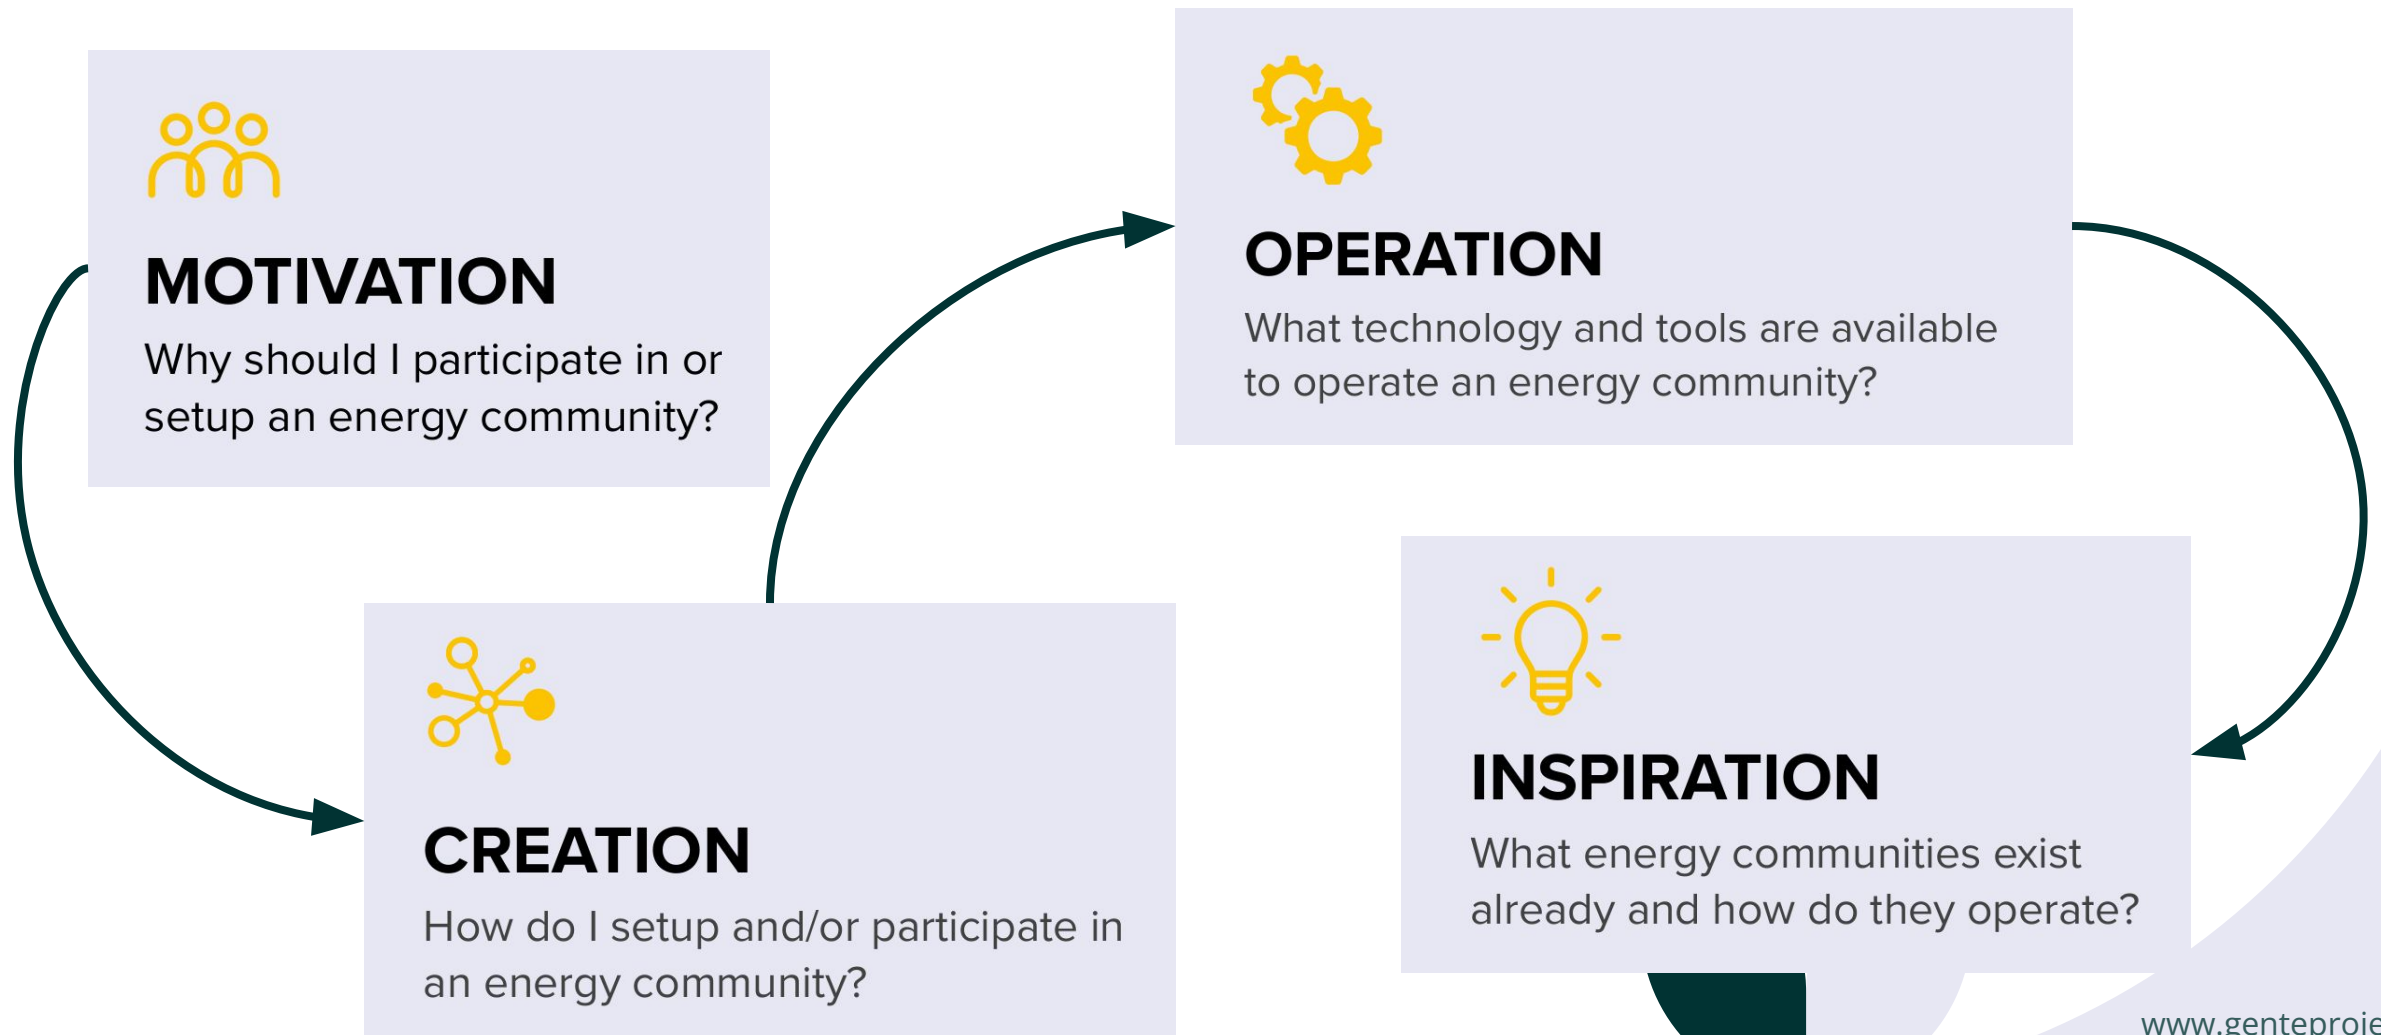 MOTIVATION
Why should I participate in or
setup an energy community?
CREATION
How do I setup and/or participate in
an energy community?
OPERATION
What technology and tools are available
to operate an energy community?
INSPIRATION
What energy communities exist
already and how do they operate?